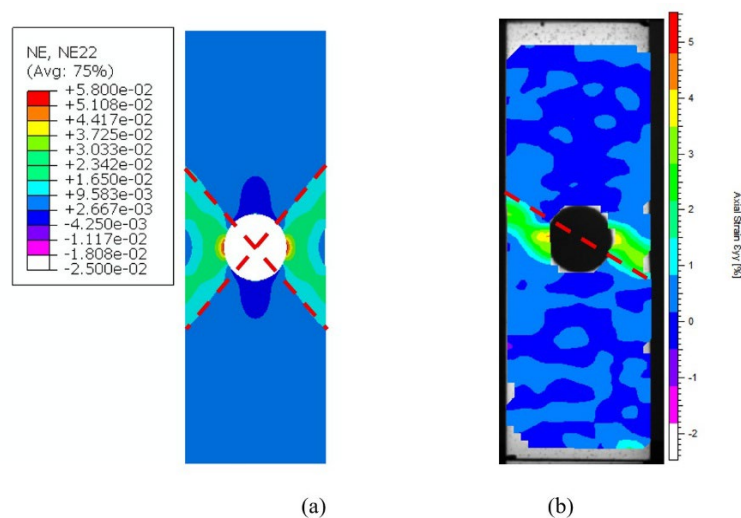 NE, NE22
(Avg: 75%)
+5.800e-02
+5.108e-02
+4.417e-02
+3.725e-02
+3.033e-02
+2.342e-02
+1.650e-02
+9.583e-03
+2.667e-03
-4.250e-03
-1.117e-02
-1.808e-02
-2.500e-02
5
4
3
2
1
0
-1
-2
Axial Strain Eyy [%]
(a)
(b)